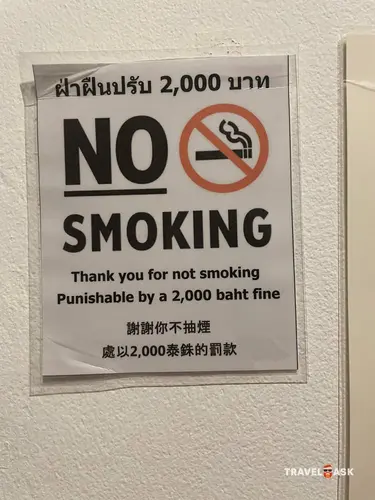 ฝ่าฝืนปรับ 2,000 บาท
NO
SMOKING
Thank you for not smoking
Punishable by a 2,000 baht fine
謝謝你不抽煙
處以2,000泰銖的罰款
TRAVEL ASK